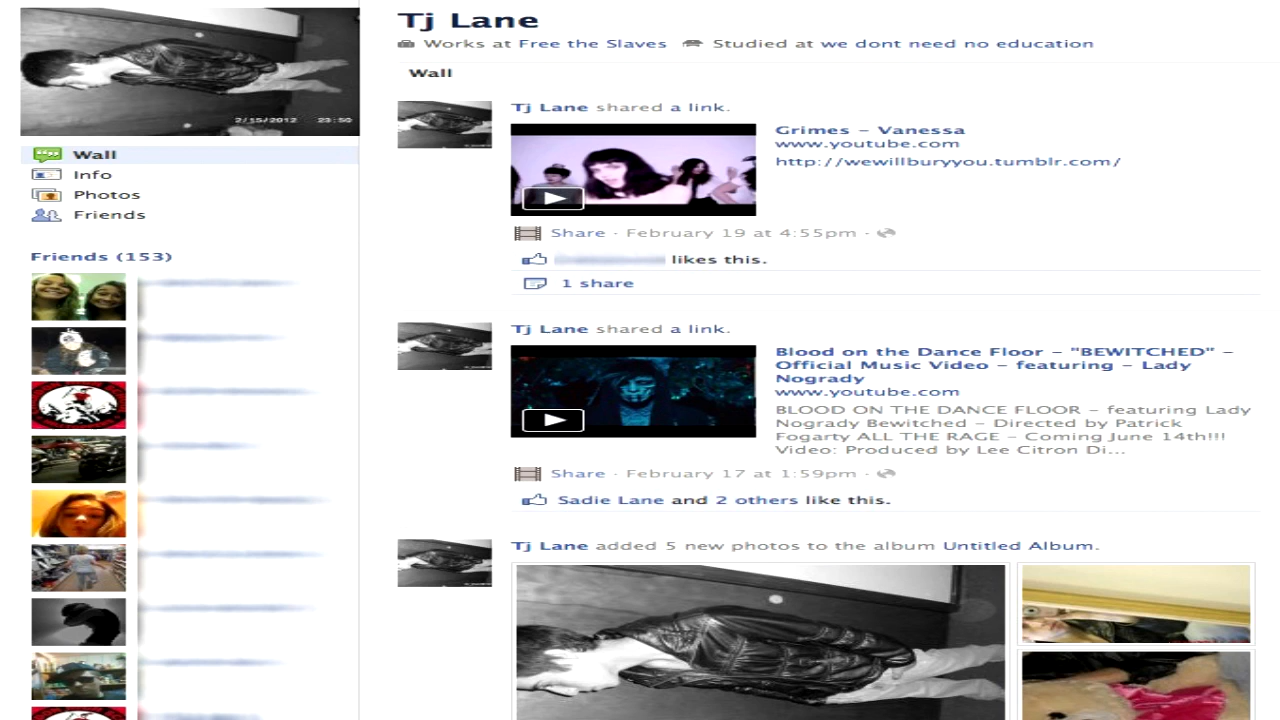 Tj Lane
Works at Free the Slaves Studied at we dont need no education
Wall
2/15/2012 23:50
Wall
Info
Photos
Friends
Friends (153)
Tj Lane shared a link.
Grimes - Vanessa
www.youtube.com
http://wewillburyyou.tumblr.com/
Share · February 19 at 4:55pm ·
likes this.
1 share
Tj Lane shared a link.
Blood on the Dance Floor - "BEWITCHED" -
Official Music Video - featuring - Lady
Nogrady
www.youtube.com
BLOOD ON THE DANCE FLOOR - featuring Lady
Nogrady Bewitched - Directed by Patrick
Fogarty ALL THE RAGE - Coming June 14th!!!
Video: Produced by Lee Citron Di...
Share · February 17 at 1:59pm ·
Sadie Lane and 2 others like this.
Tj Lane added 5 new photos to the album Untitled Album.